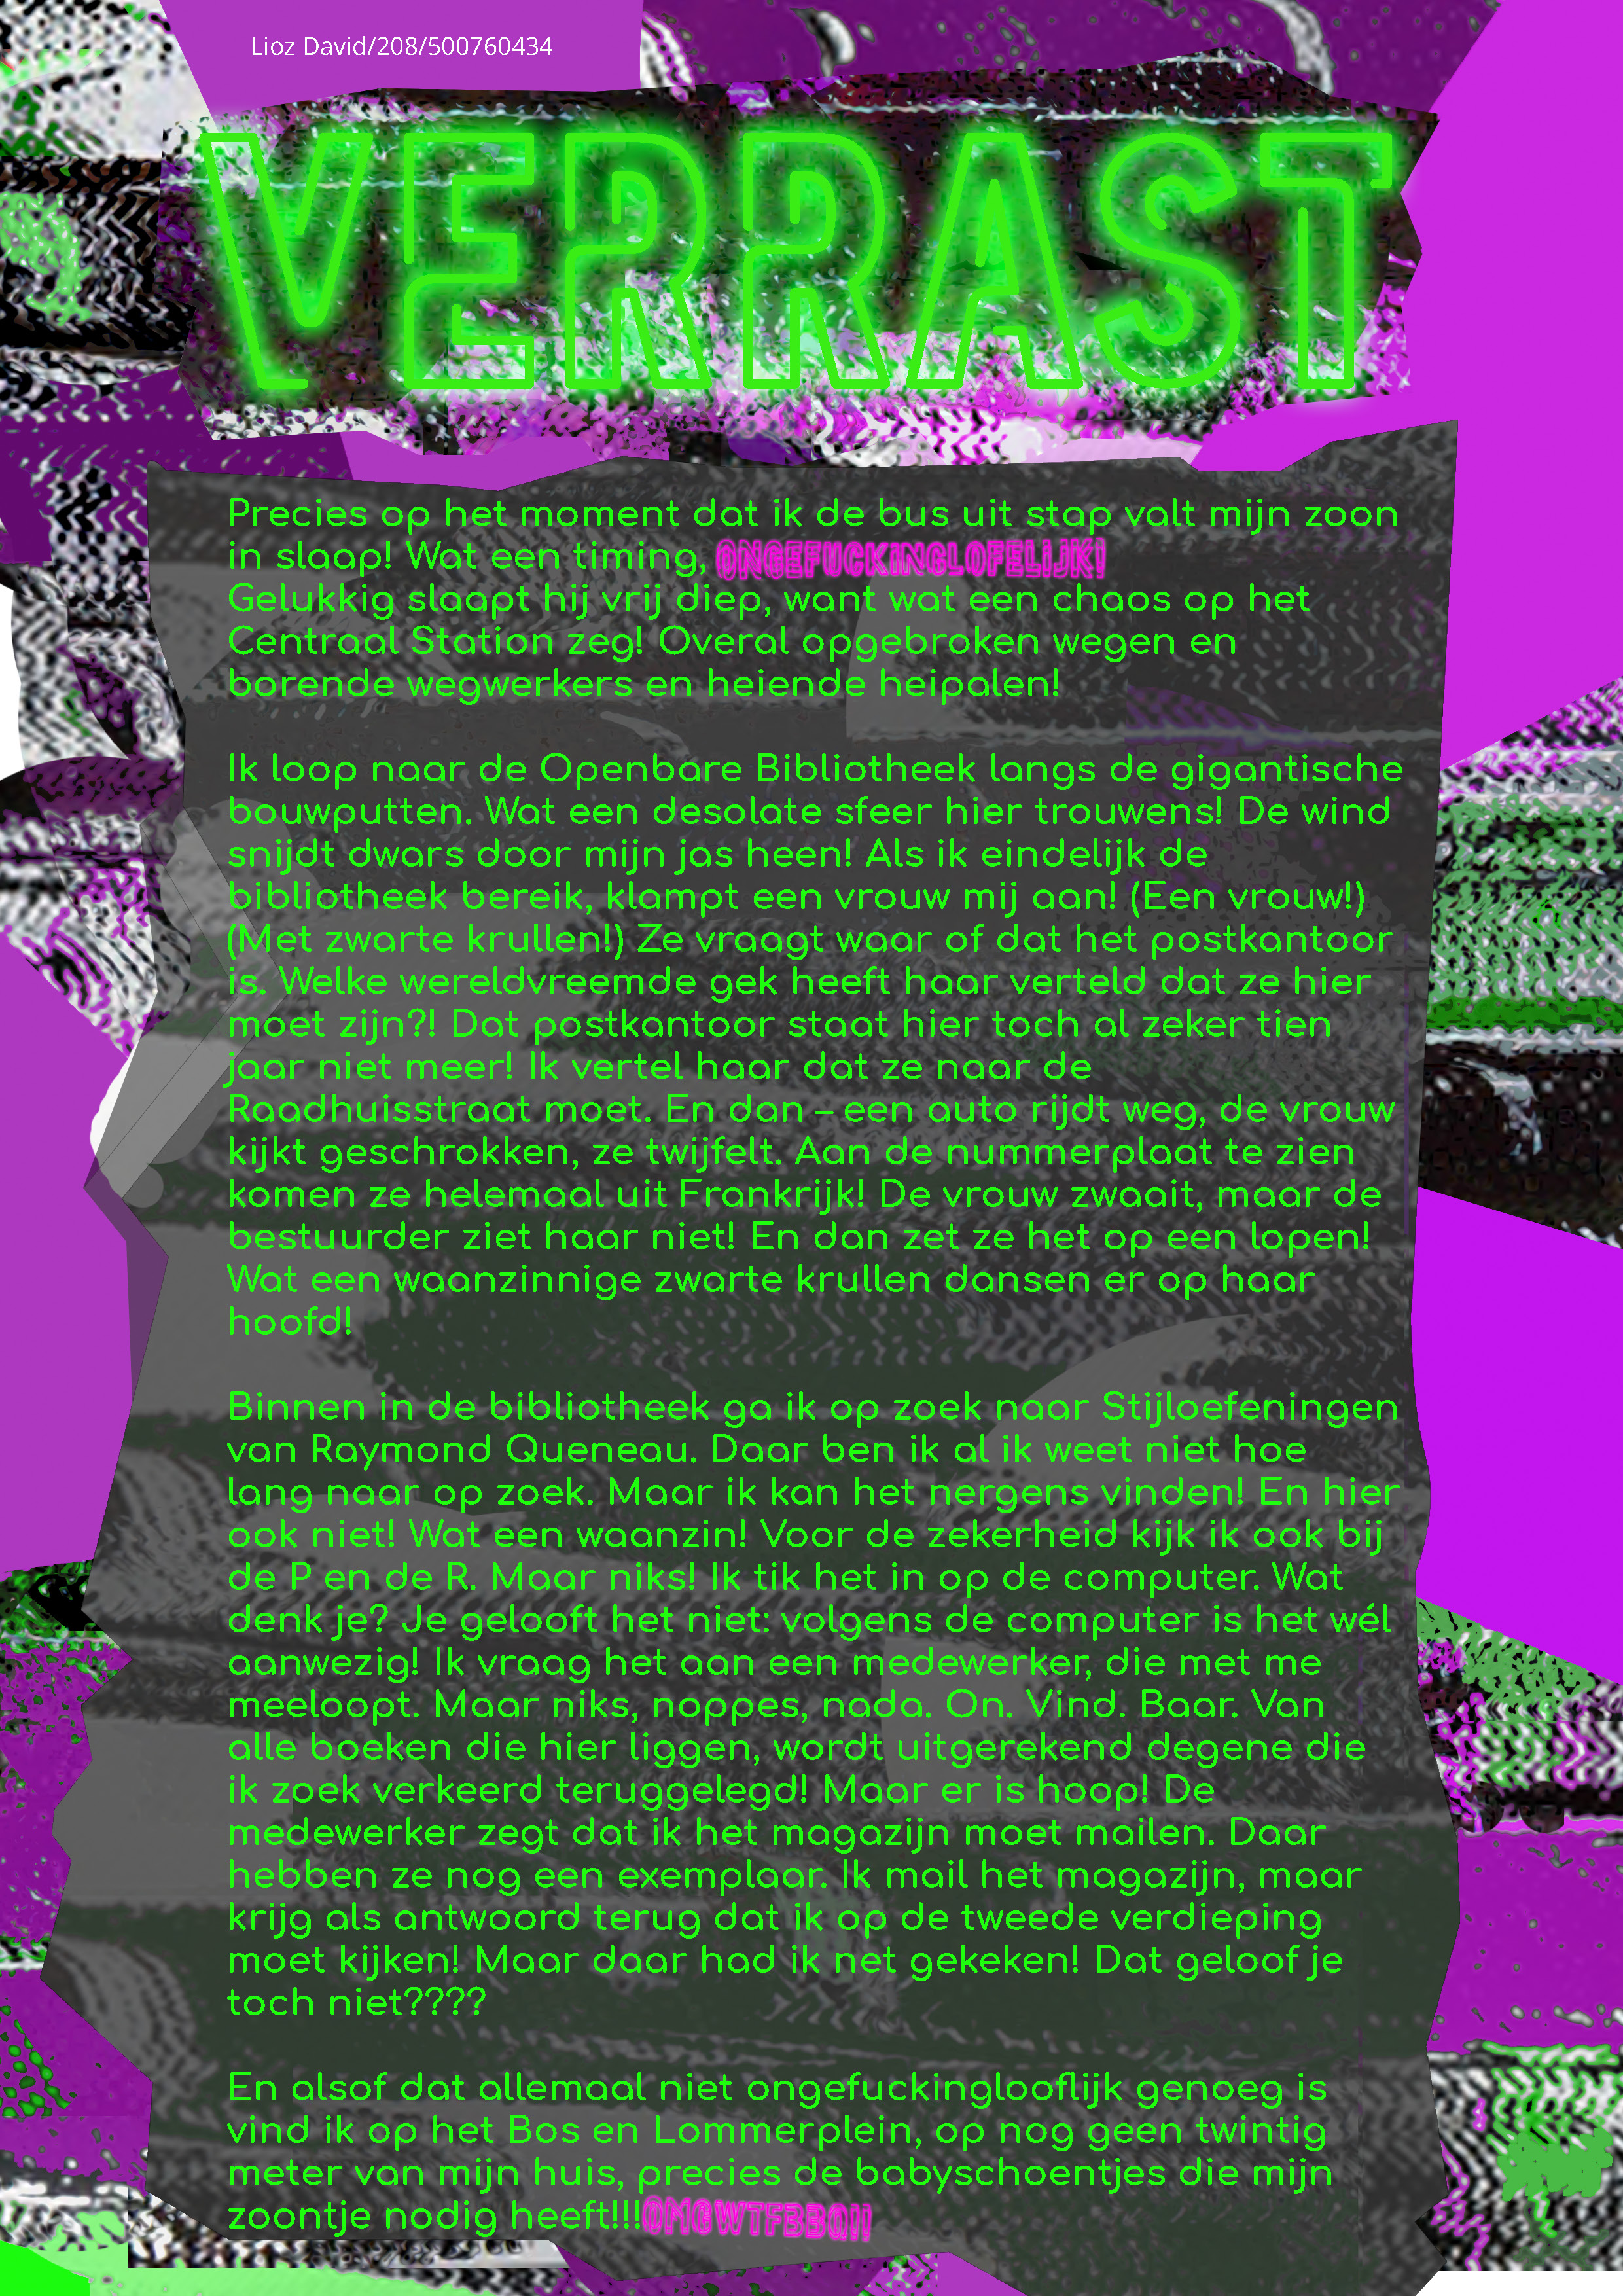 Lioz David/208/500760434
VERRAST
Precies op het moment dat ik de bus uit stap valt mijn zoon
in slaap! Wat een timing, ONGEFUCKINGLOFELIJK!
Gelukkig slaapt hij vrij diep, want wat een chaos op het
Centraal Station zeg! Overal opgebroken wegen en
borende wegwerkers en heiende heipalen!
Ik loop naar de Openbare Bibliotheek langs de gigantische
bouwputten. Wat een desolate sfeer hier trouwens! De wind
snijdt dwars door mijn jas heen! Als ik eindelijk de
bibliotheek bereik, klampt een vrouw mij aan! (Een vrouw!)
(Met zwarte krullen!) Ze vraagt waar of dat het postkantoor
is. Welke wereldvreemde gek heeft haar verteld dat ze hier
moet zijn?! Dat postkantoor staat hier toch al zeker tien
jaar niet meer! Ik vertel haar dat ze naar de
Raadhuisstraat moet. En dan – een auto rijdt weg, de vrouw
kijkt geschrokken, ze twijfelt. Aan de nummerplaat te zien
komen ze helemaal uit Frankrijk! De vrouw zwaait, maar de
bestuurder ziet haar niet! En dan zet ze het op een lopen!
Wat een waanzinnige zwarte krullen dansen er op haar
hoofd!
Binnen in de bibliotheek ga ik op zoek naar Stijloefeningen
van Raymond Queneau. Daar ben ik al ik weet niet hoe
lang naar op zoek. Maar ik kan het nergens vinden! En hier
ook niet! Wat een waanzin! Voor de zekerheid kijk ik ook bij
de P en de R. Maar niks! Ik tik het in op de computer. Wat
denk je? Je gelooft het niet: volgens de computer is het wél
aanwezig! Ik vraag het aan een medewerker, die met me
meeloopt. Maar niks, noppes, nada. On. Vind. Baar. Van
alle boeken die hier liggen, wordt uitgerekend degene die
ik zoek verkeerd teruggelegd! Maar er is hoop! De
medewerker zegt dat ik het magazijn moet mailen. Daar
hebben ze nog een exemplaar. Ik mail het magazijn, maar
krijg als antwoord terug dat ik op de tweede verdieping
moet kijken! Maar daar had ik net gekeken! Dat geloof je
toch niet????
En alsof dat allemaal niet ongefuckinglooflijk genoeg is
vind ik op het Bos en Lommerplein, op nog geen twintig
meter van mijn huis, precies de babyschoentjes die mijn
zoontje nodig heeft!!!OMGWTFBBQ!!